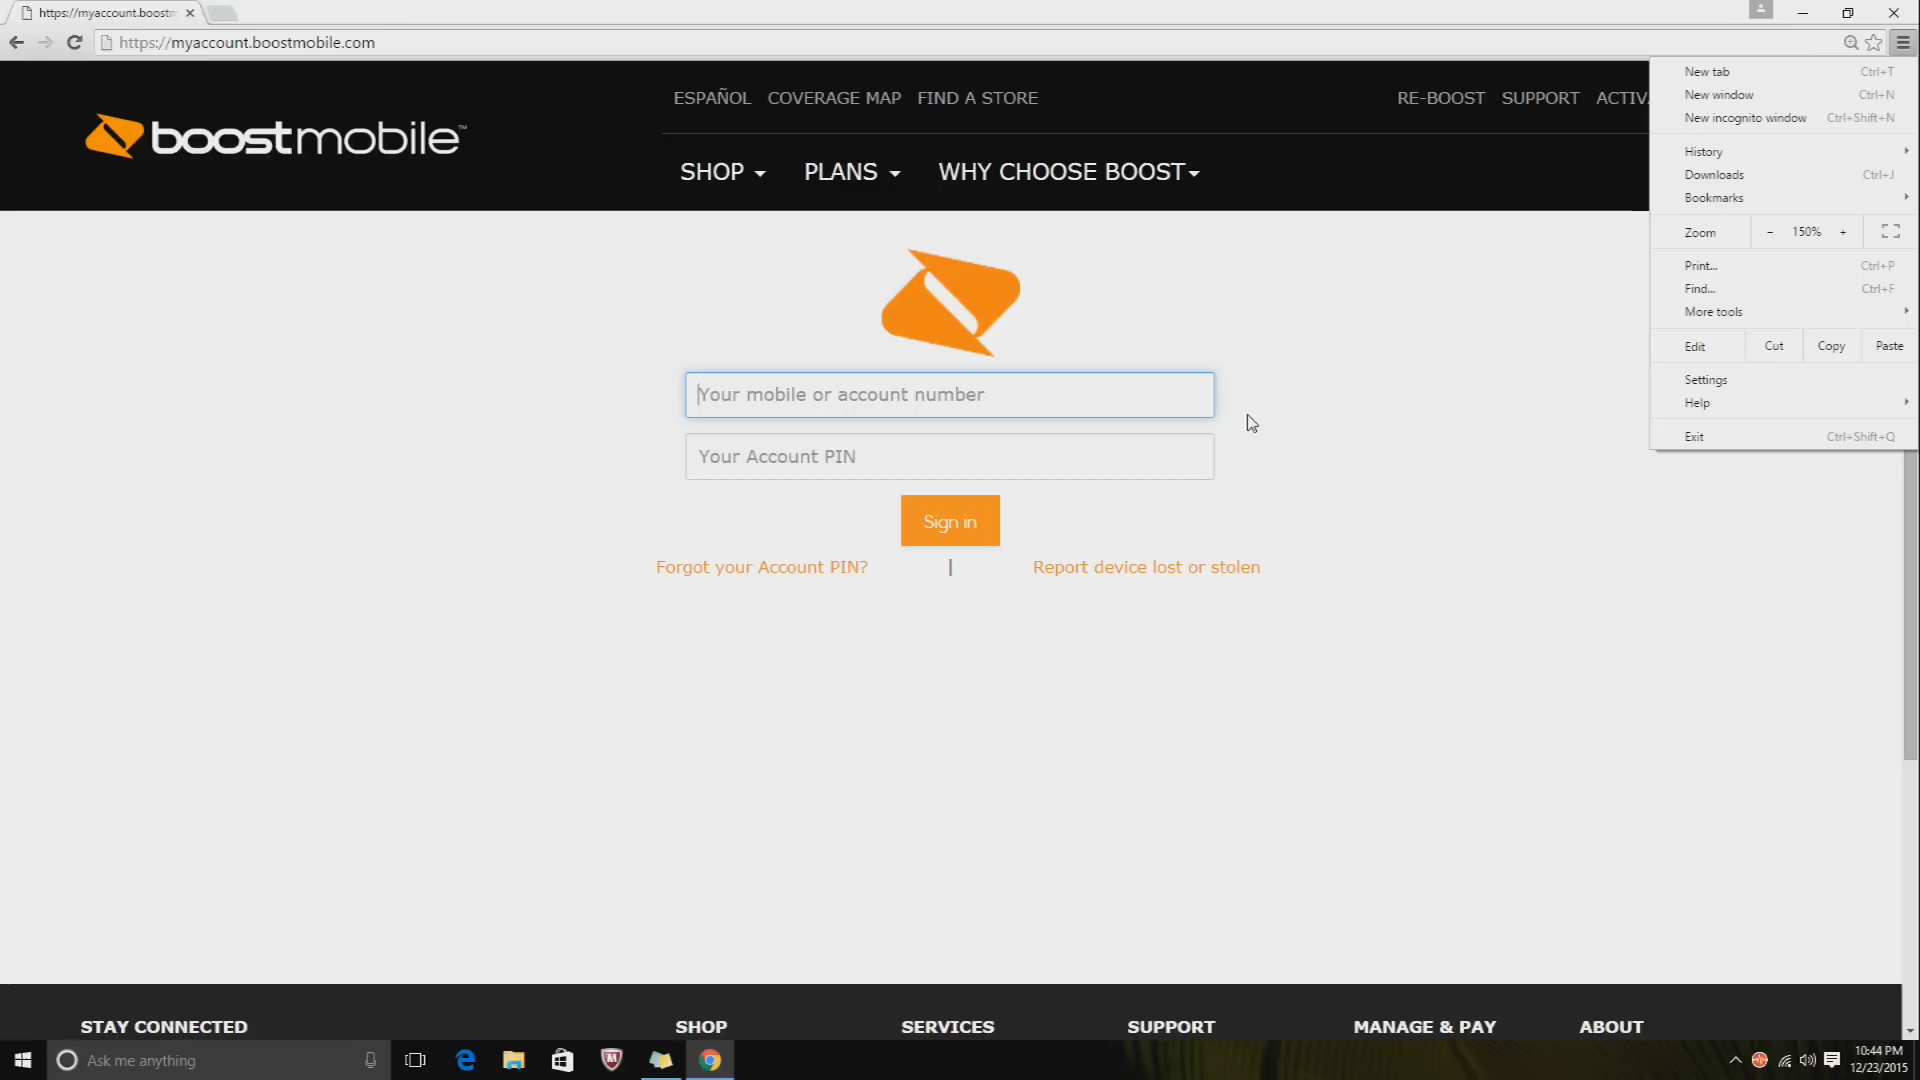 https://myaccount.boostm
https://myaccount.boostmobile.com
New tab Ctrl+T
New window Ctrl+N
New incognito window Ctrl+Shift+N
History
Downloads Ctrl+J
Bookmarks
Zoom - 150% +
Print... Ctrl+P
Find... Ctrl+F
More tools
Edit Cut Copy Paste
Settings
Help
Exit Ctrl+Shift+Q
ESPAÑOL COVERAGE MAP FIND A STORE RE-BOOST SUPPORT ACTIV
boostmobile™
SHOP PLANS WHY CHOOSE BOOST
Your mobile or account number
Your Account PIN
Sign in
Forgot your Account PIN? | Report device lost or stolen
STAY CONNECTED SHOP SERVICES SUPPORT MANAGE & PAY ABOUT
Ask me anything
10:44 PM
12/23/2015